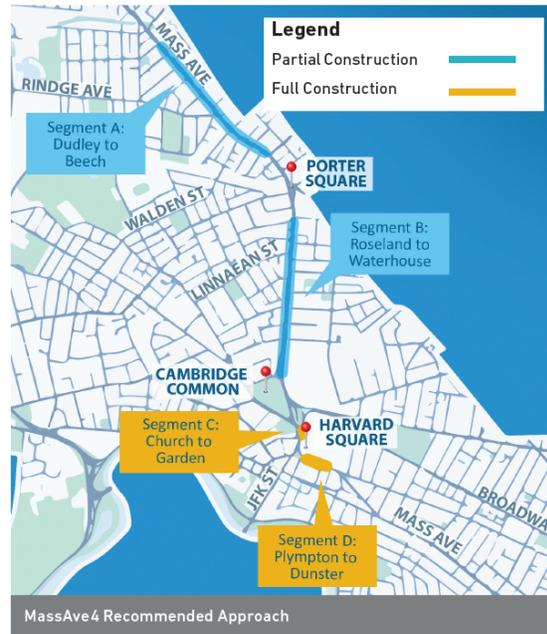 Legend
Partial Construction
Full Construction
MASS AVE
RINDGE AVE
Segment A:
Dudley to
Beech
PORTER
SQUARE
WALDEN ST
Segment B:
Roseland to
Waterhouse
LINNAEAN ST
CAMBRIDGE
COMMON
Segment C:
Church to
Garden
HARVARD
SQUARE
JFK ST
BROADWA
MASS AVE
Segment D:
Plympton to
Dunster
MassAve4 Recommended Approach